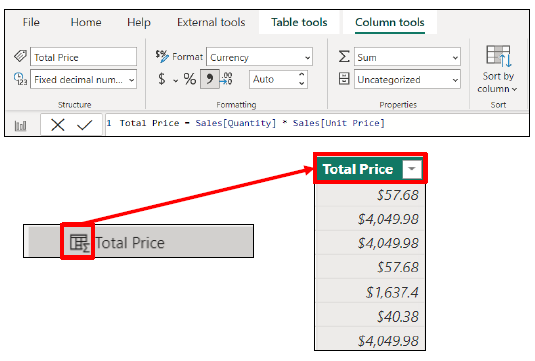 File Home Help External tools Table tools Column tools
Total Price $% Format Currency Σ Sum
123 Fixed decimal num... $ % 9 .00 →0 Auto Uncategorized Sort by column
Structure Formatting Properties Sort
1 Total Price = Sales[Quantity] * Sales[Unit Price]
Total Price
$57.68
$4,049.98
$4,049.98
Total Price
$57.68
$1,637.4
$40.38
$4,049.98